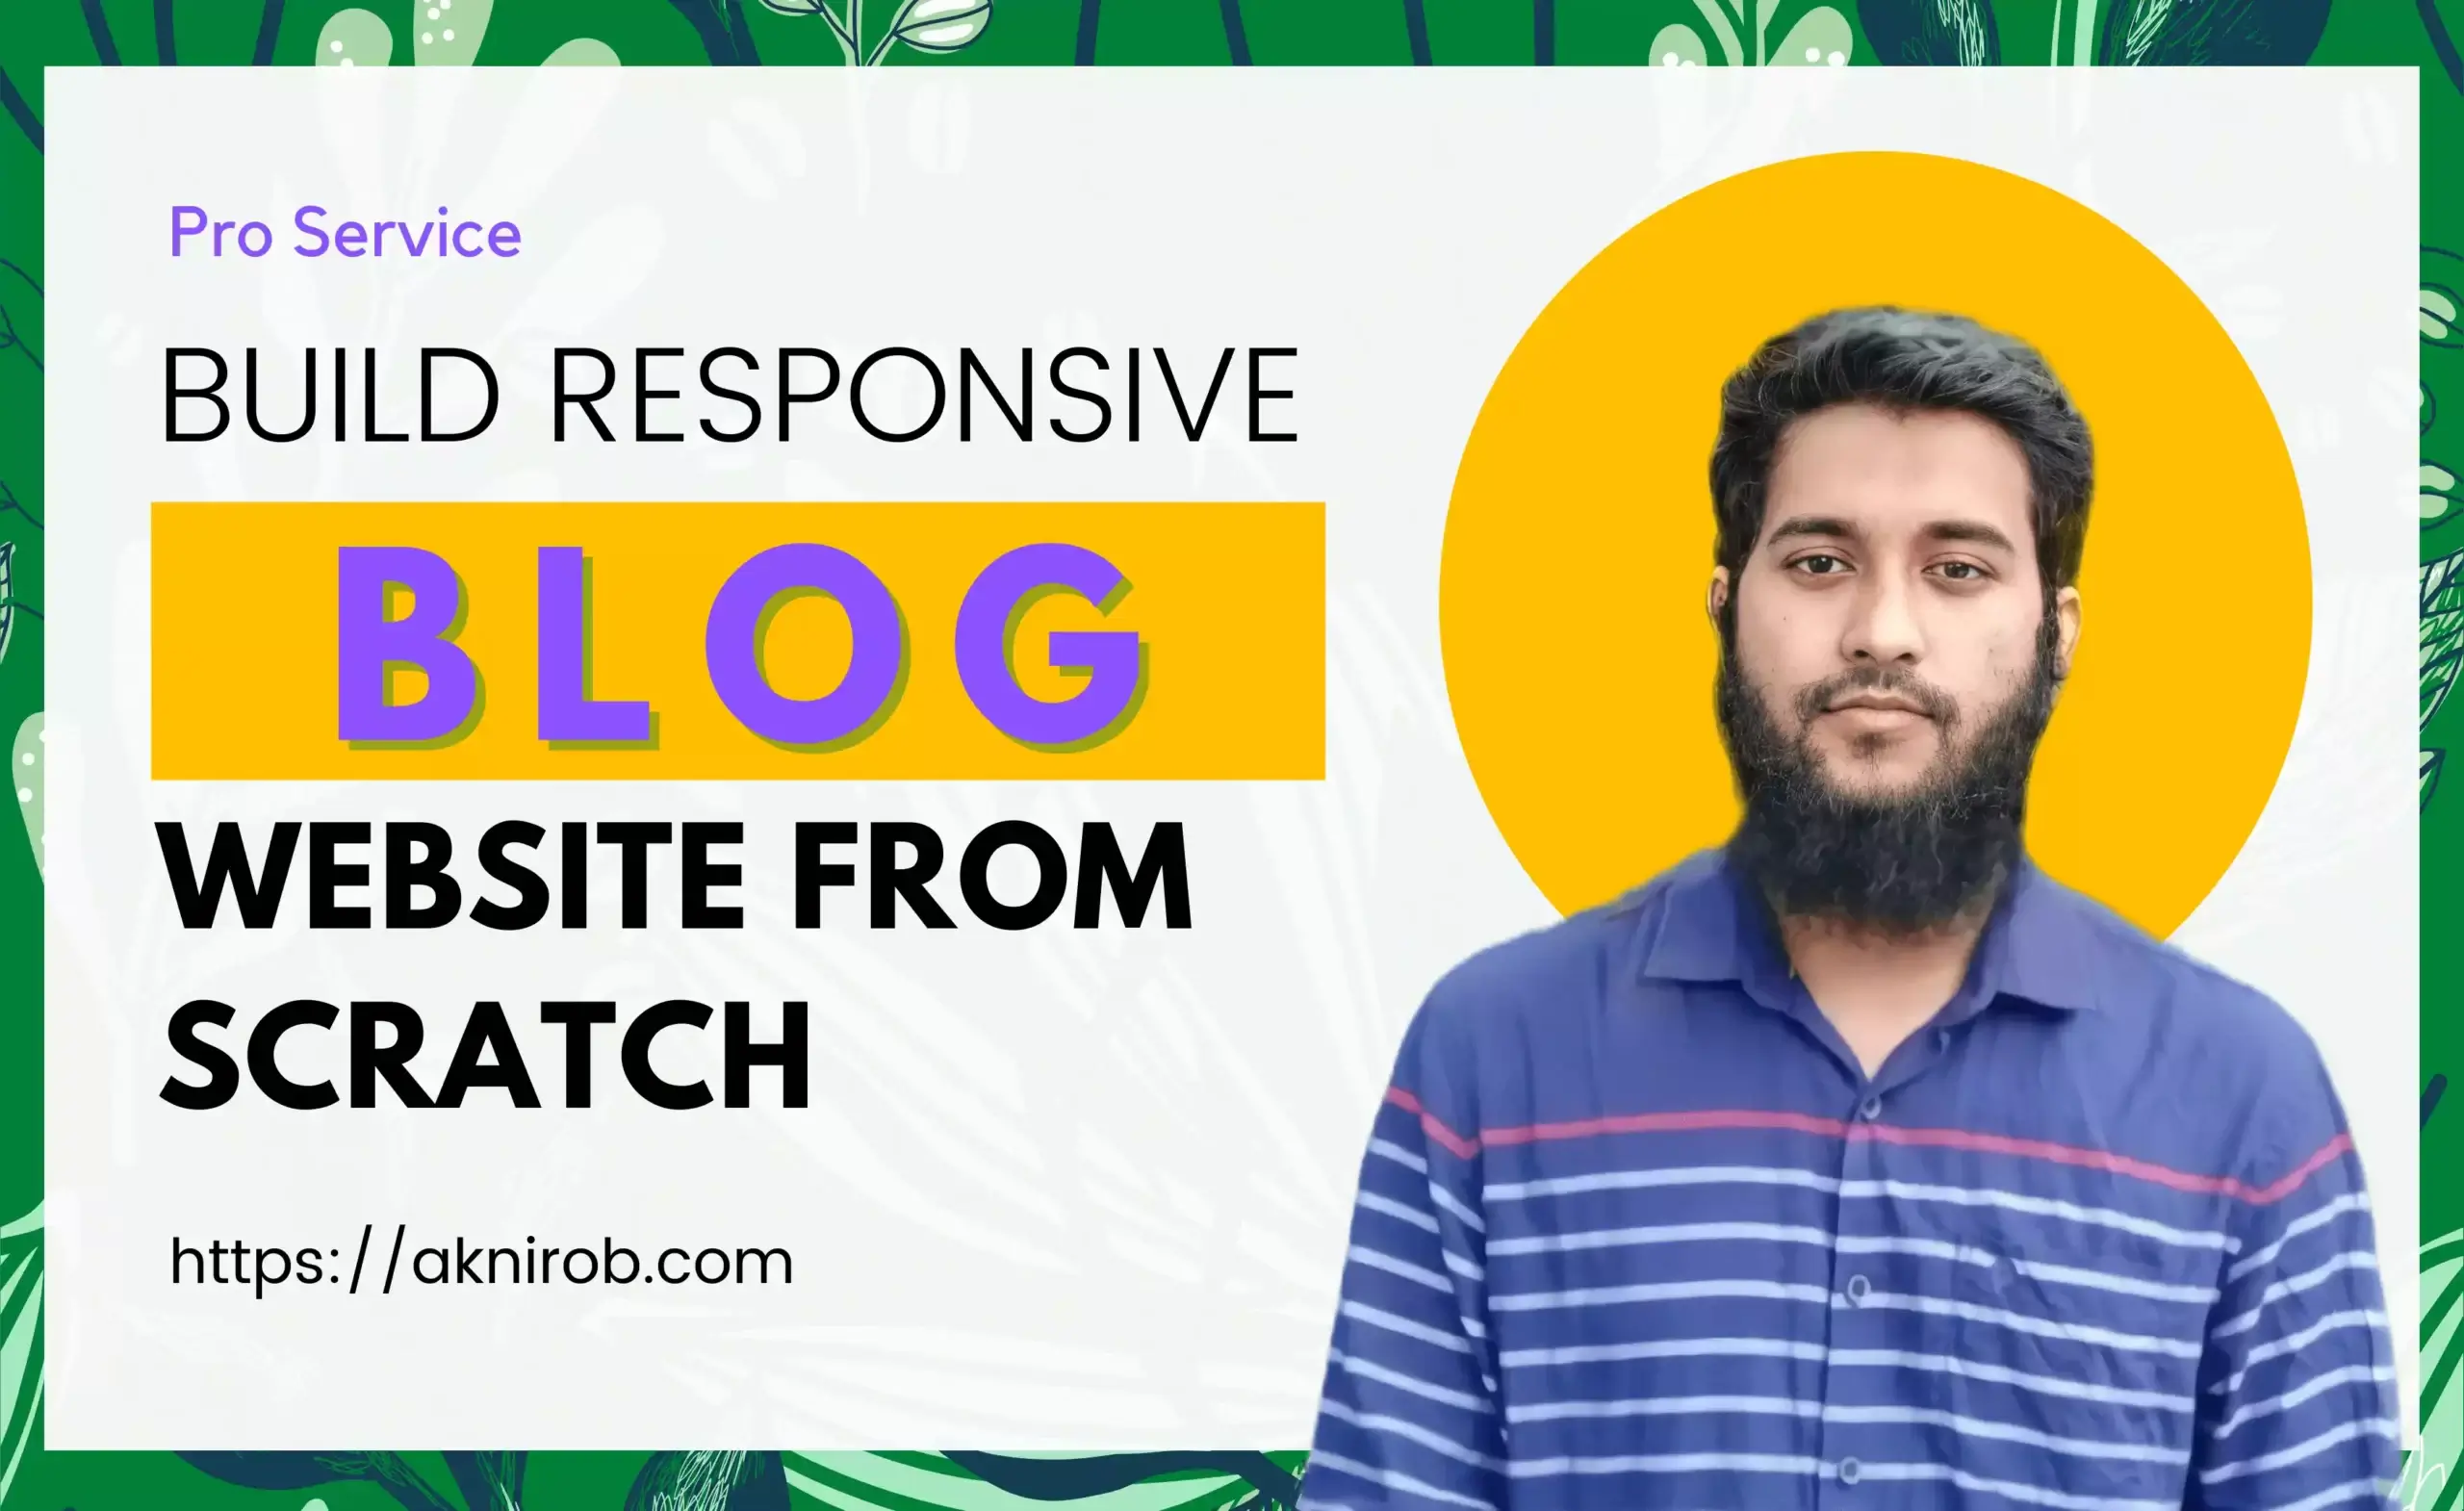 Pro Service
BUILD RESPONSIVE
BLOG
WEBSITE FROM
SCRATCH
https://aknirob.com